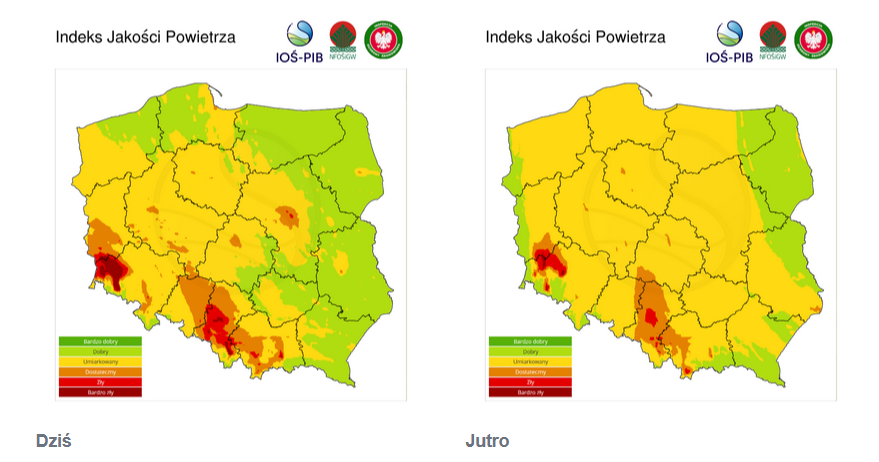 Indeks Jakości Powietrza
IOŚ-PIB
NFOŚiGW
Bardzo dobry
Dobry
Umiarkowany
Dostateczny
Zły
Bardzo zły
Dziś
Indeks Jakości Powietrza
IOŚ-PIB
NFOŚiGW
Bardzo dobry
Dobry
Umiarkowany
Dostateczny
Zły
Bardzo zły
Jutro